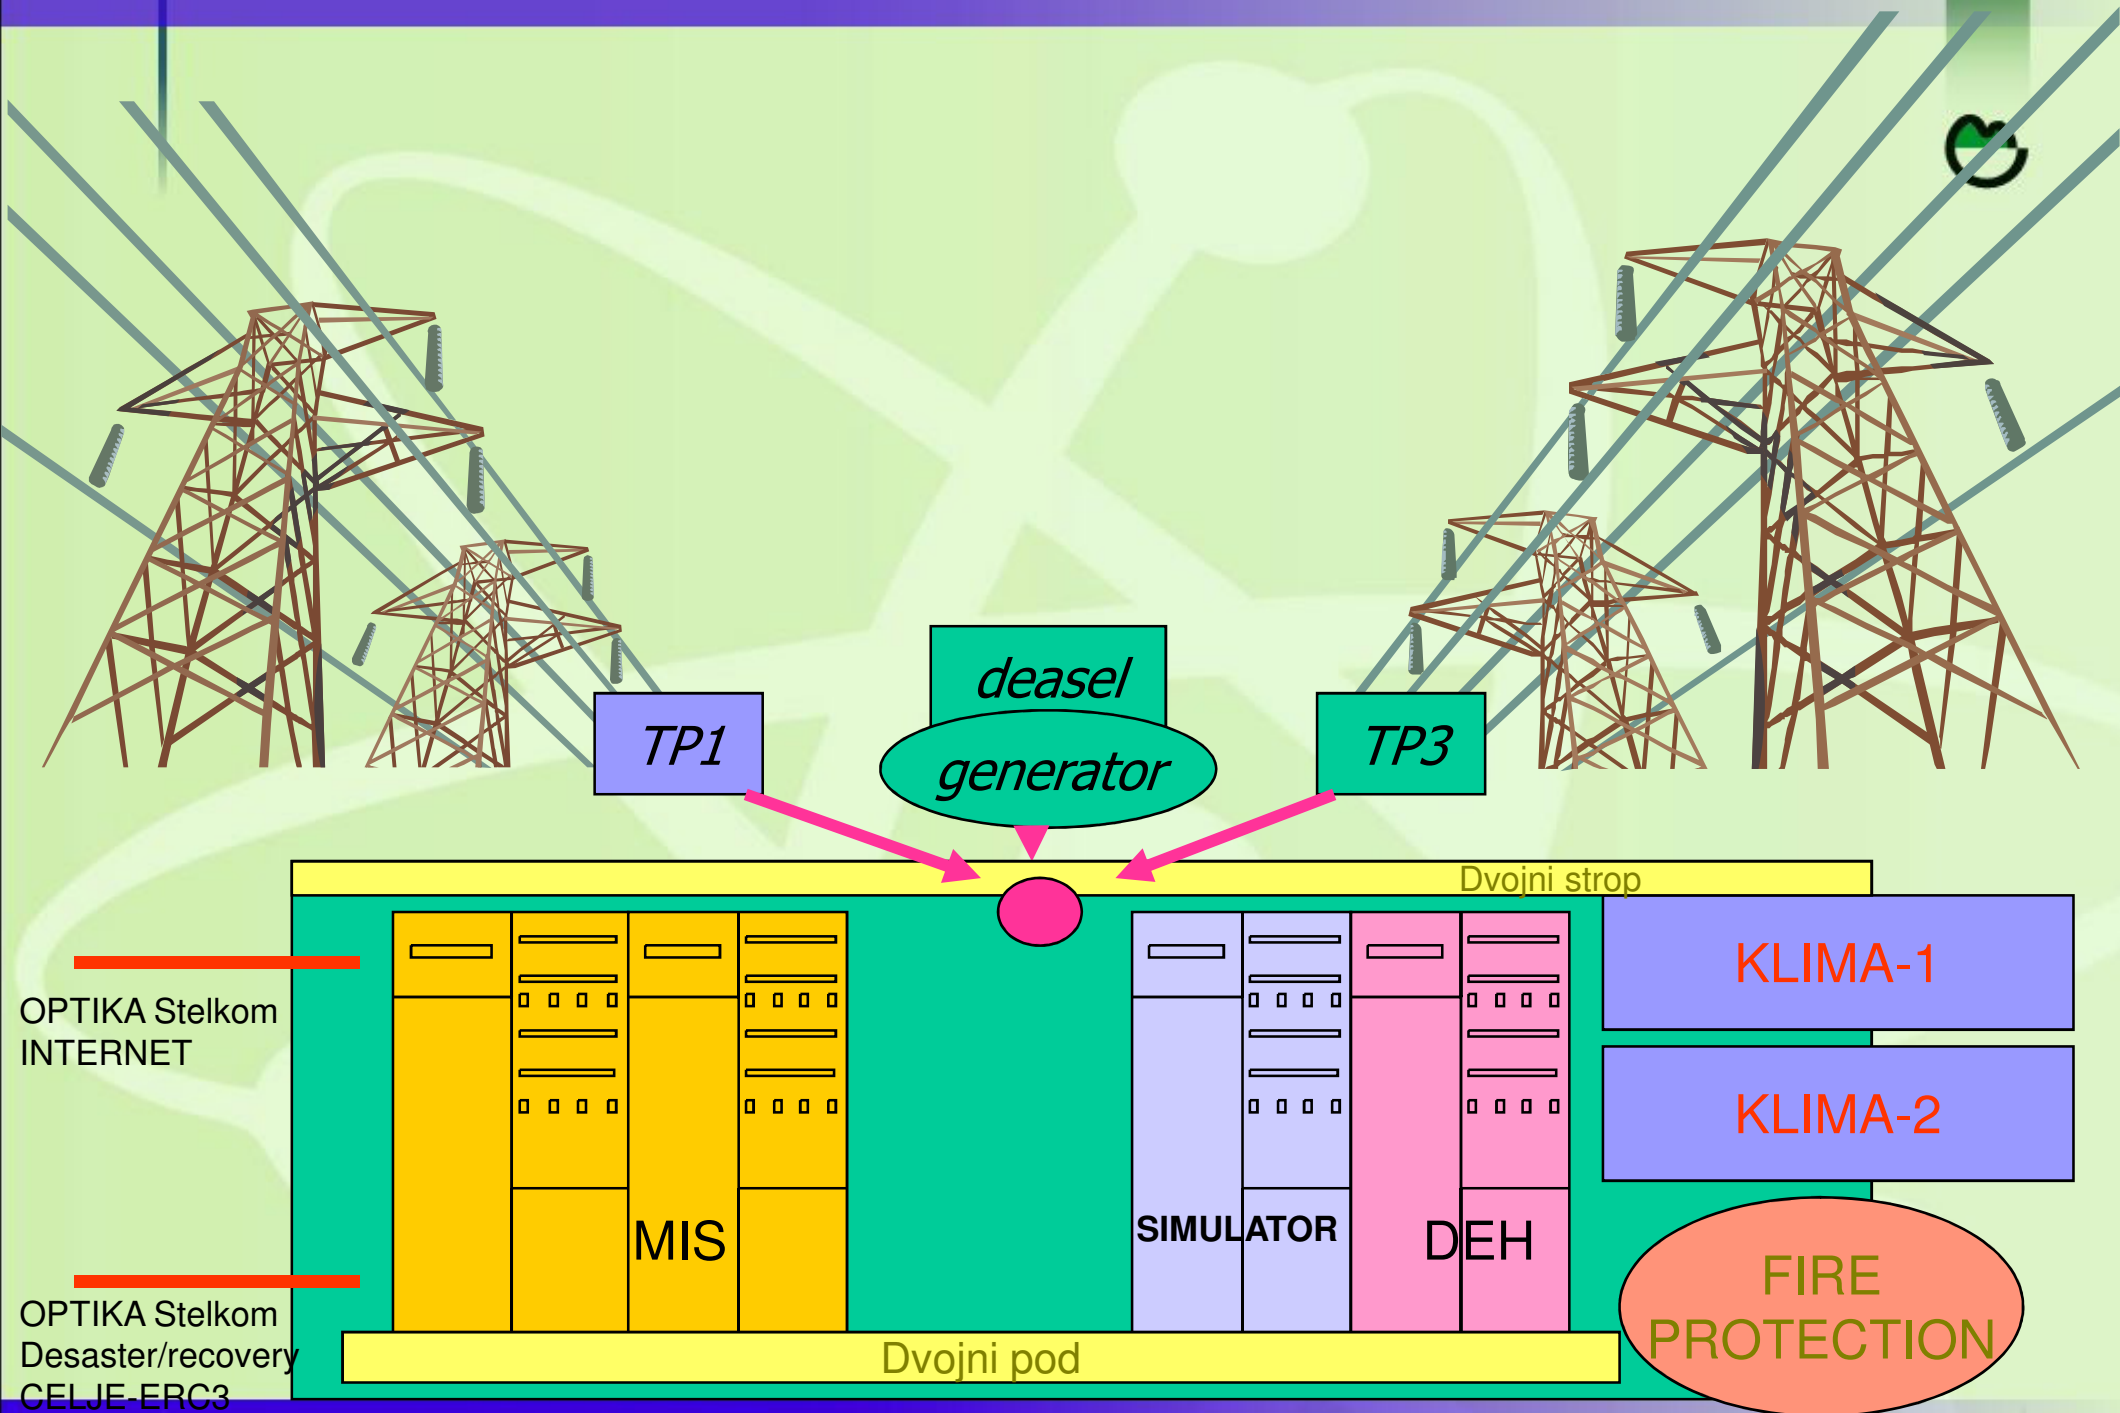 deasel
generator
TP1
TP3
Dvojni strop
KLIMA-1
OPTIKA Stelkom
INTERNET
KLIMA-2
MIS
SIMULATOR
DEH
FIRE
PROTECTION
OPTIKA Stelkom
Desaster/recovery
CELJE-ERC3
Dvojni pod